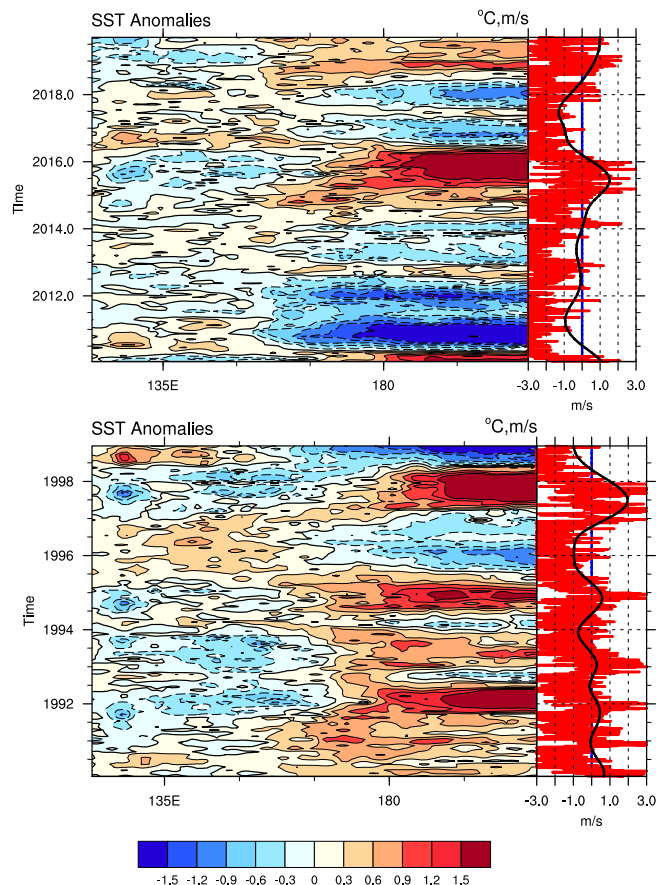 SST Anomalies °C,m/s
2018.0
2016.0
Time
2014.0
2012.0
135E 180 -3.0 -1.0 1.0 3.0
m/s
SST Anomalies °C,m/s
1998
1996
Time
1994
1992
135E 180 -3.0 -1.0 1.0 3.0
m/s
-1.5 -1.2 -0.9 -0.6 -0.3 0 0.3 0.6 0.9 1.2 1.5